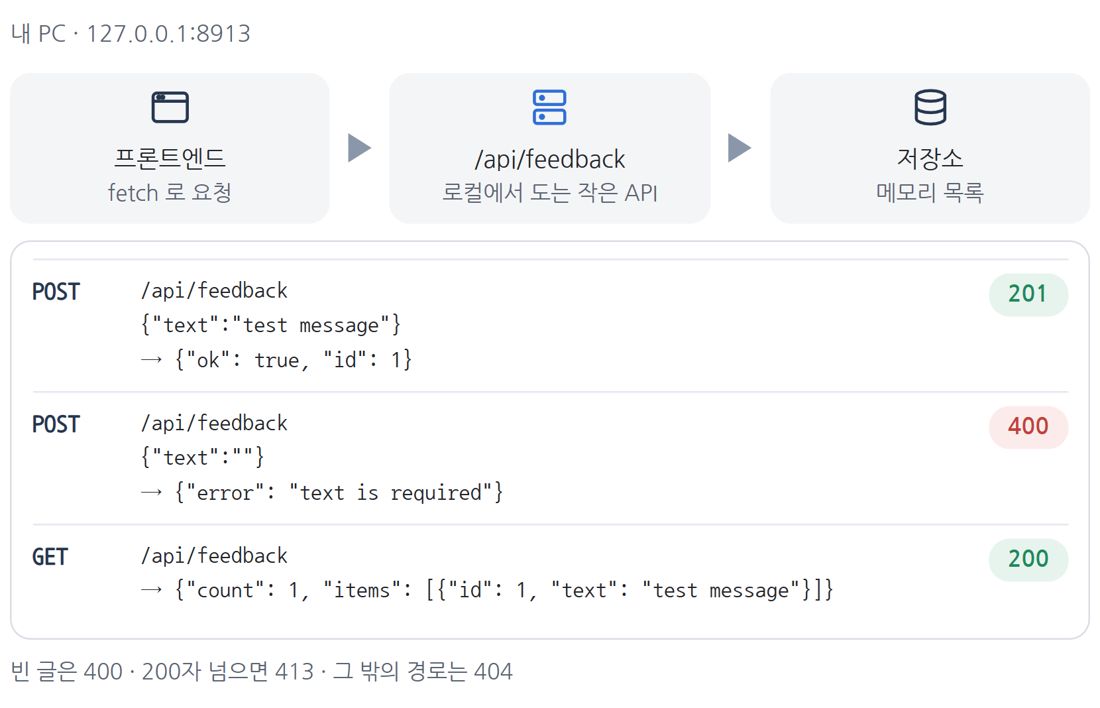 내 PC · 127.0.0.1:8913
프론트엔드
fetch 로 요청
/api/feedback
로컬에서 도는 작은 API
저장소
메모리 목록
POST /api/feedback 201
{"text":"test message"}
→ {"ok": true, "id": 1}
POST /api/feedback 400
{"text":""}
→ {"error": "text is required"}
GET /api/feedback 200
→ {"count": 1, "items": [{"id": 1, "text": "test message"}]}
빈 글은 400 · 200자 넘으면 413 · 그 밖의 경로는 404